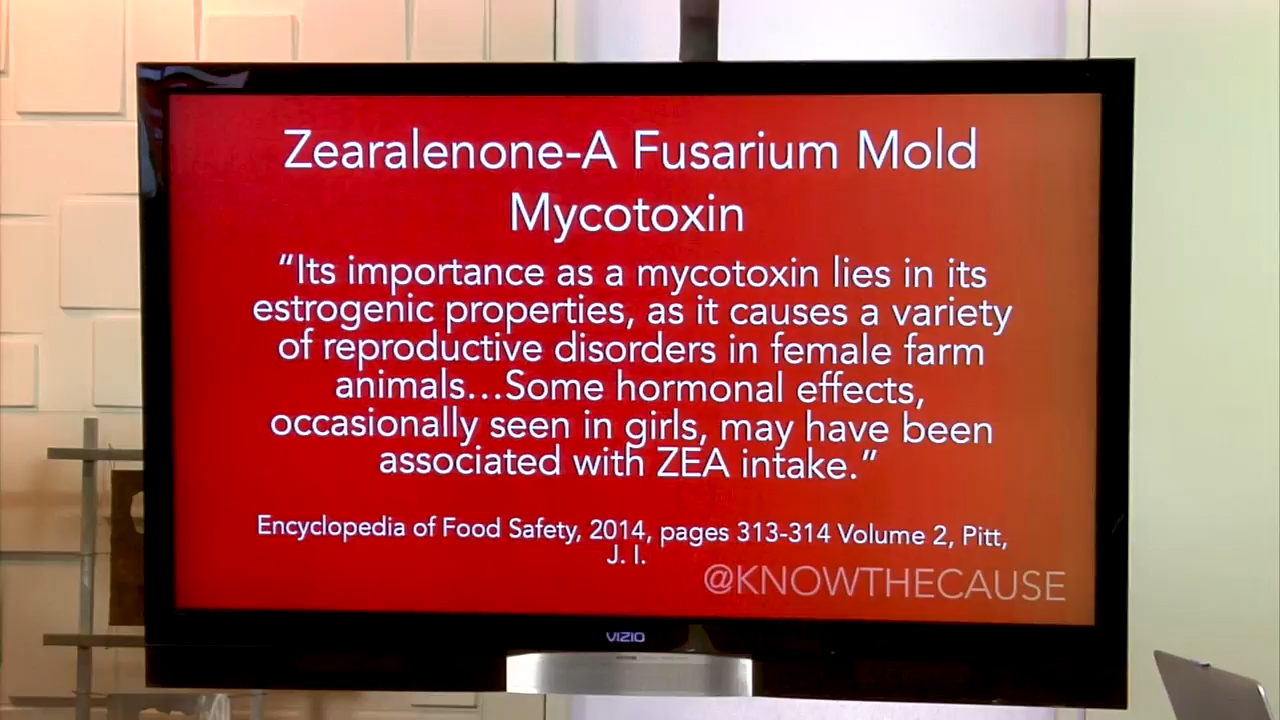 Zearalenone-A Fusarium Mold
Mycotoxin
“Its importance as a mycotoxin lies in its
estrogenic properties, as it causes a variety
of reproductive disorders in female farm
animals…Some hormonal effects,
occasionally seen in girls, may have been
associated with ZEA intake.”
Encyclopedia of Food Safety, 2014, pages 313-314 Volume 2, Pitt,
J. I.
@KNOWTHECAUSE
VIZIO